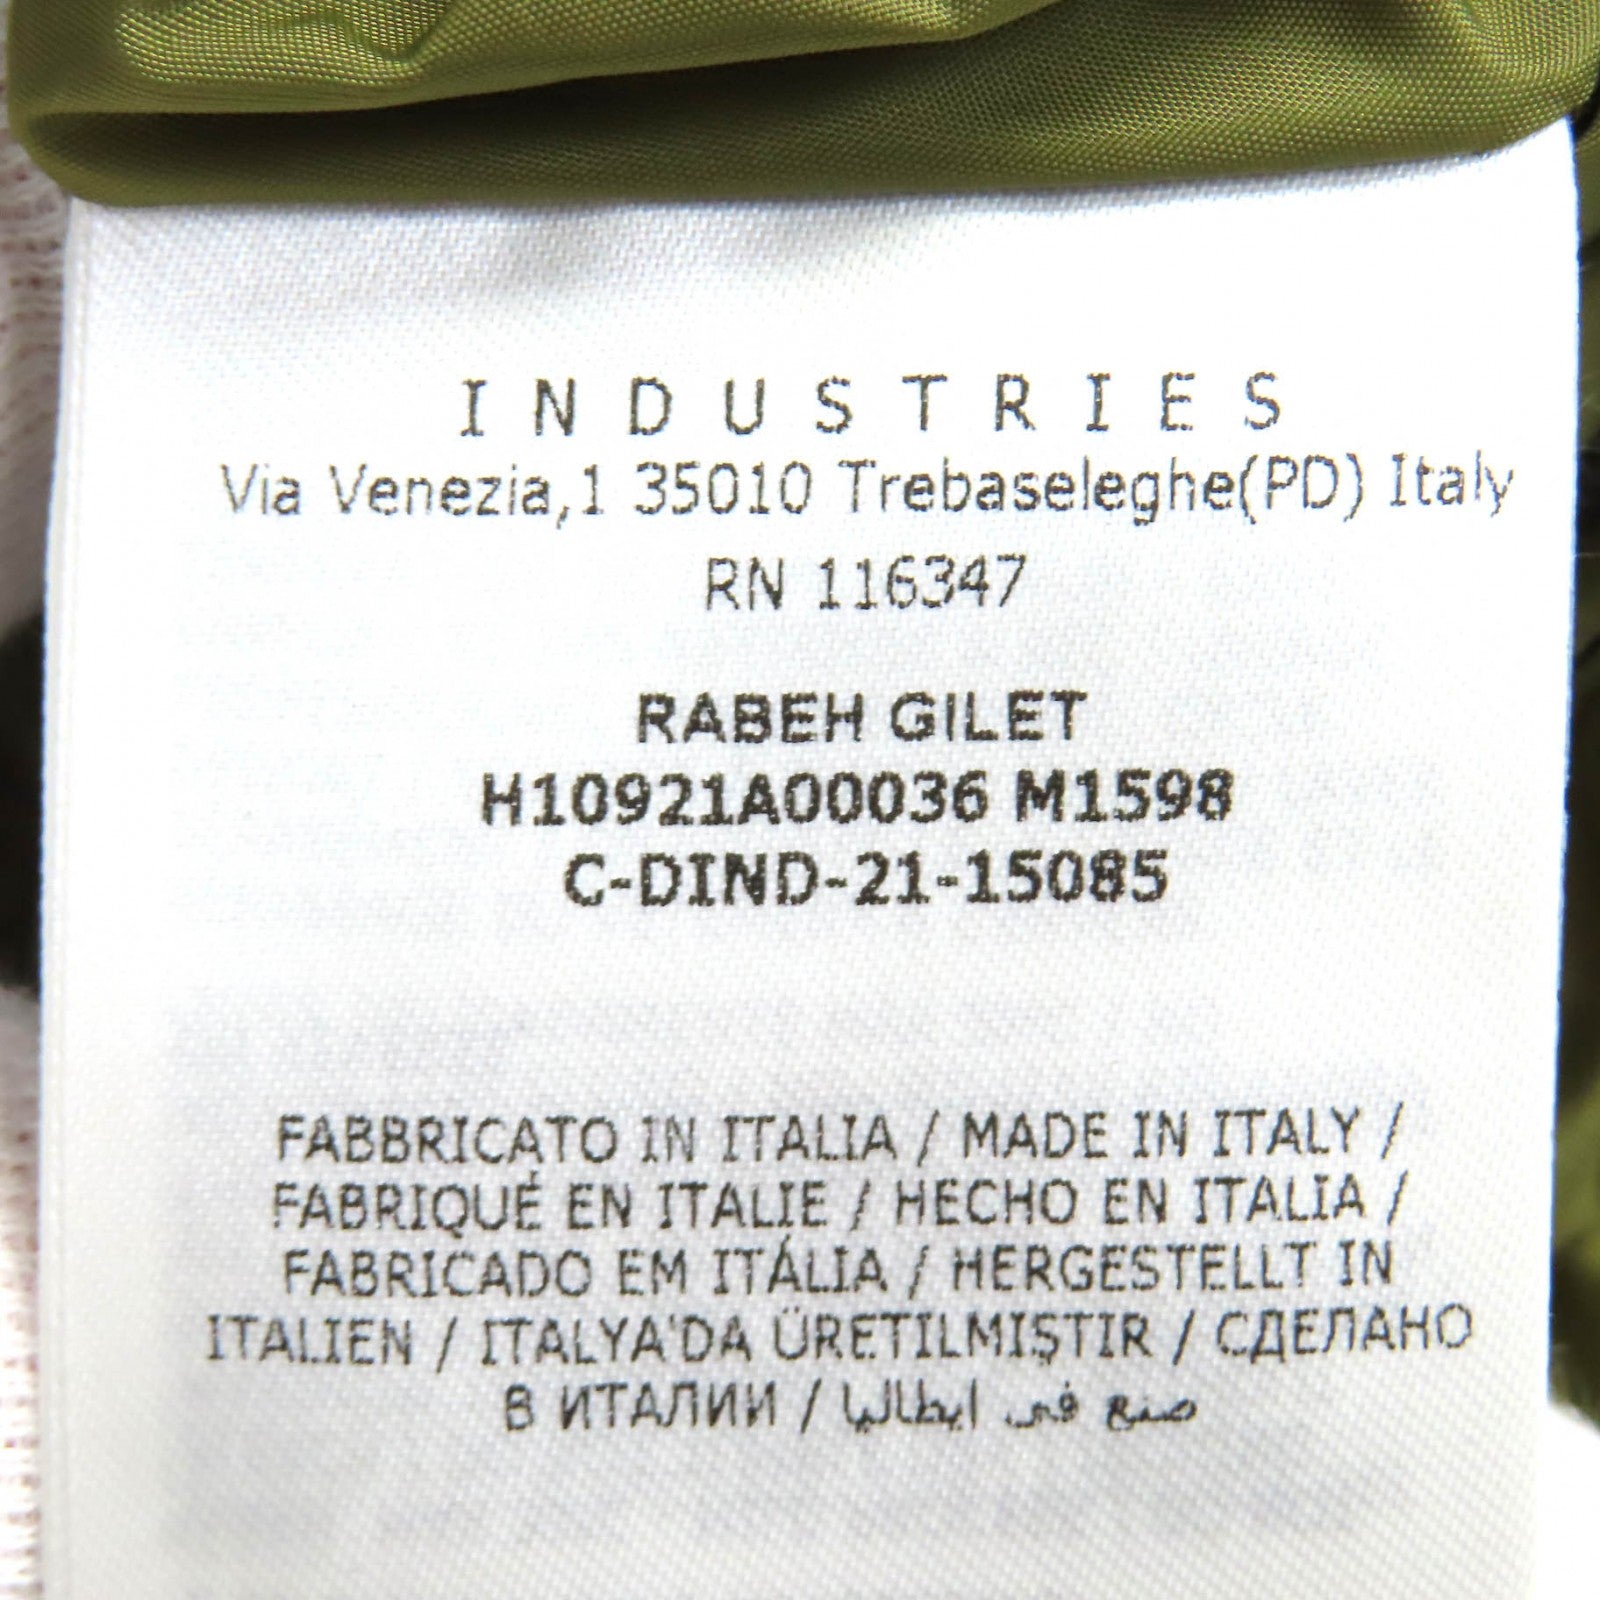 INDUSTRIES
Via Venezia,1 35010 Trebaseleghe(PD) Italy
RN 116347
RABEH GILET
H10921A00036 M1598
C-DIND-21-15085
FABBRICATO IN ITALIA / MADE IN ITALY /
FABRIQUÉ EN ITALIE / HECHO EN ITALIA /
FABRICADO EM ITÁLIA / HERGESTELLT IN
ITALIEN / ITALYA'DA ÜRETILMIŞTIR / СДЕЛАНО
В ИТАЛИИ / صنع في ايطاليا